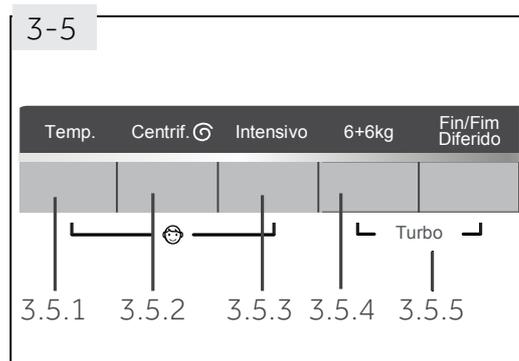 3-5
Temp. Centrif. Intensivo 6+6kg Fin/Fim
Diferido
Turbo
3.5.1 3.5.2 3.5.3 3.5.4 3.5.5